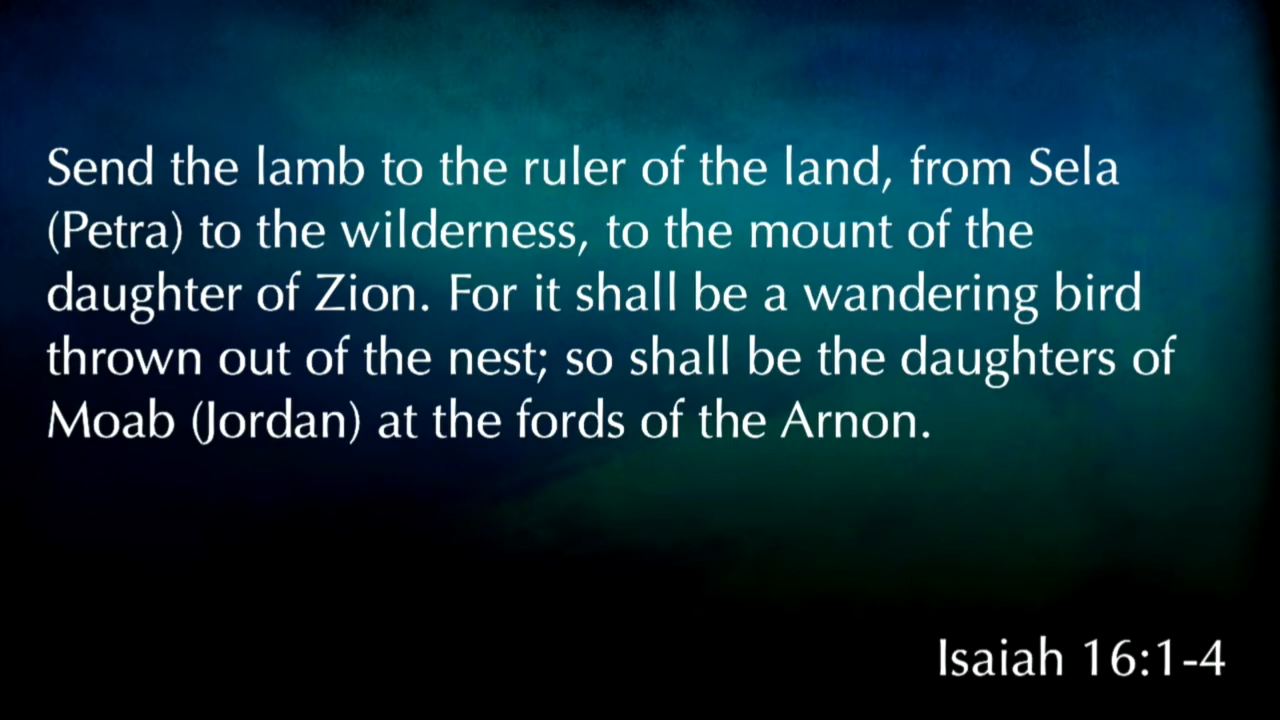 Send the lamb to the ruler of the land, from Sela
(Petra) to the wilderness, to the mount of the
daughter of Zion. For it shall be a wandering bird
thrown out of the nest; so shall be the daughters of
Moab (Jordan) at the fords of the Arnon.
Isaiah 16:1-4